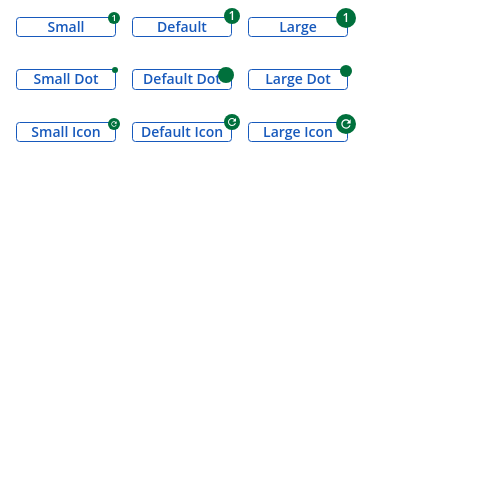 Small 1 Default 1 Large 1
Small Dot Default Dot Large Dot
Small Icon Default Icon Large Icon